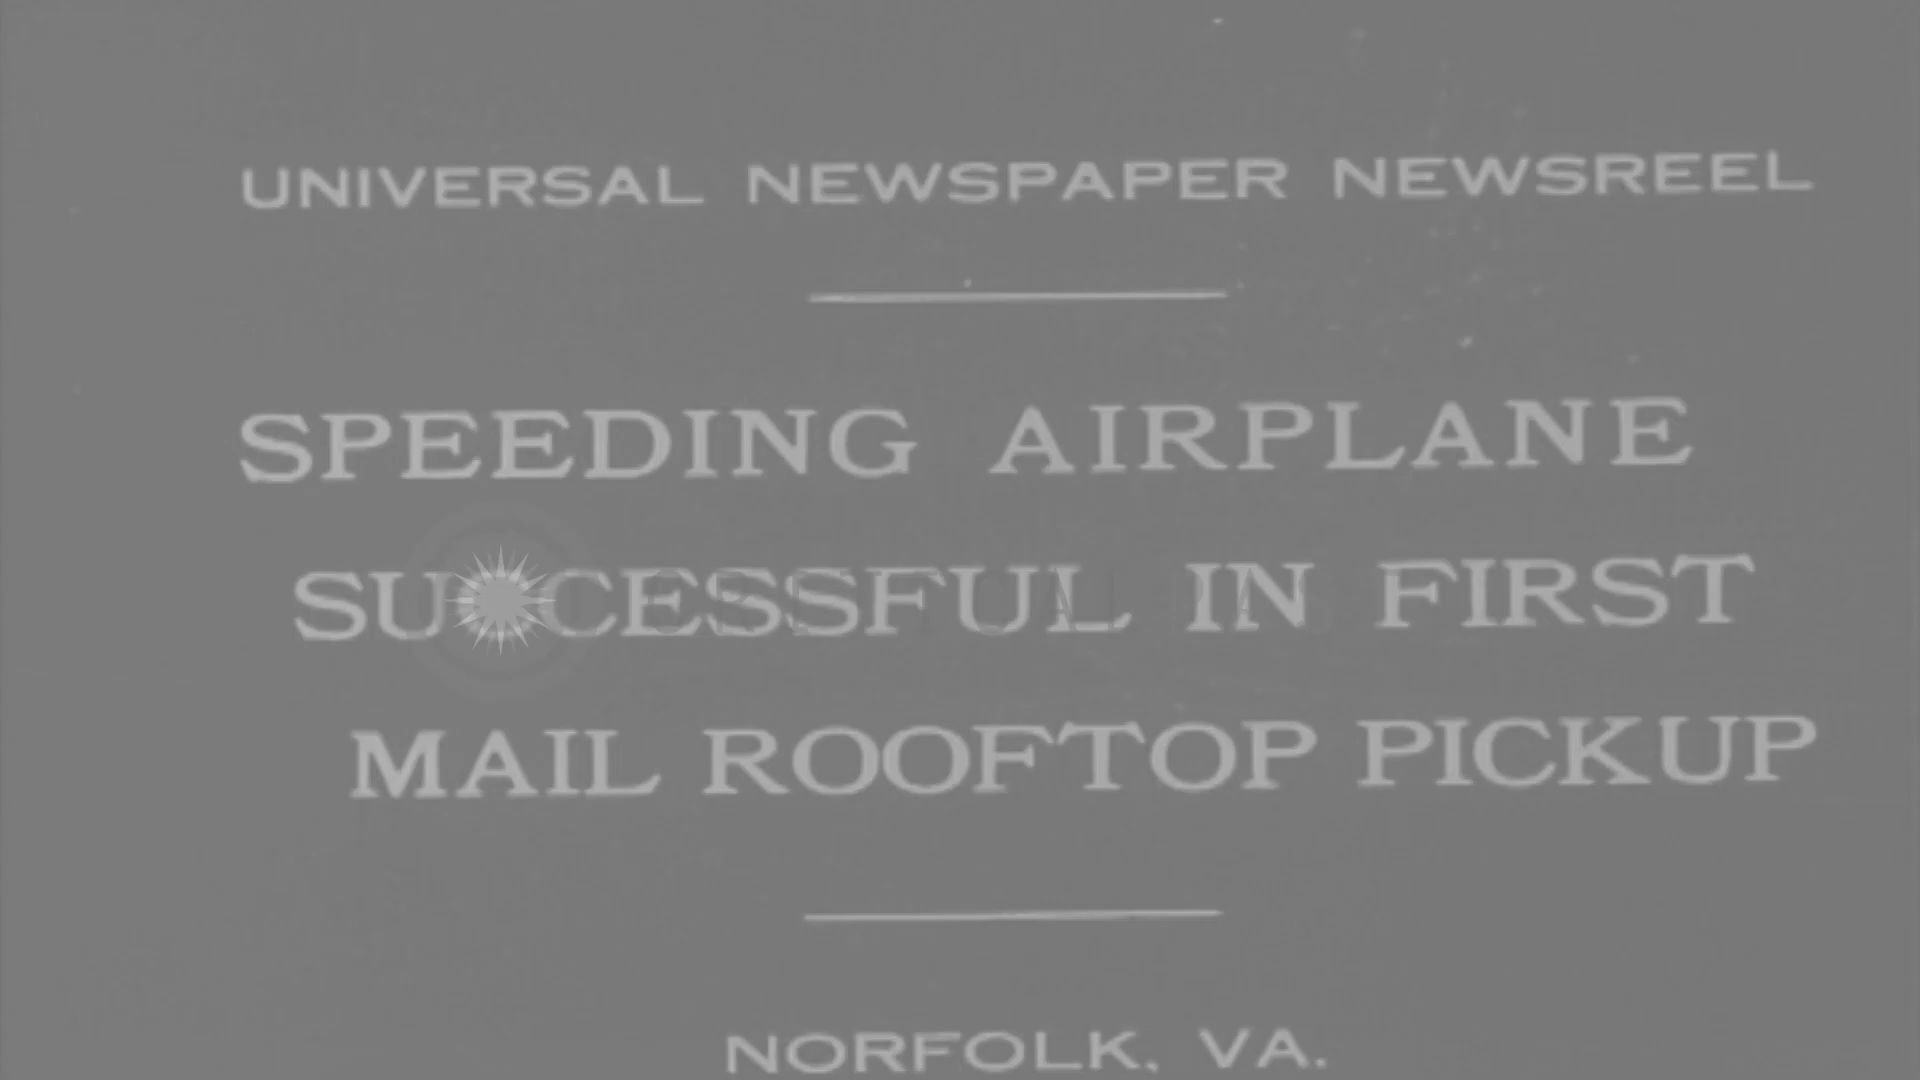 UNIVERSAL NEWSPAPER NEWSREEL
SPEEDING AIRPLANE
SUCCESSFUL IN FIRST
MAIL ROOFTOP PICKUP
NORFOLK, VA.